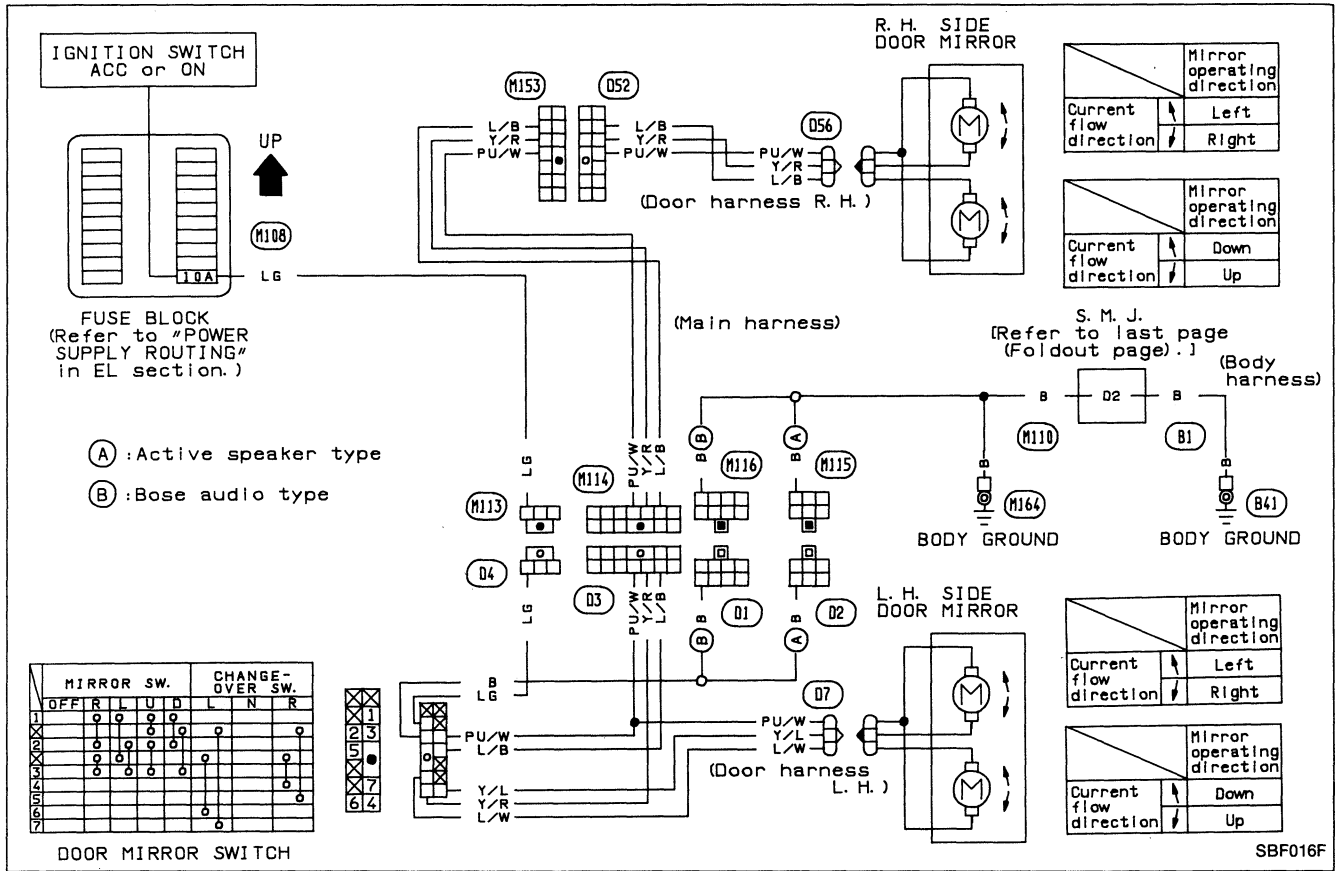 IGNITION SWITCH
ACC or ON
UP
M108
10A
LG
FUSE BLOCK
(Refer to "POWER
SUPPLY ROUTING"
in EL section.)
A :Active speaker type
B :Bose audio type
M153
D52
L/B
Y/R
PU/W
L/B
Y/R
PU/W
D56
PU/W
Y/R
L/B
(Door harness R. H.)
R. H. SIDE
DOOR MIRROR
M
M
Mirror
operating
direction
Current
flow
direction
Left
Right
Mirror
operating
direction
Current
flow
direction
Down
Up
(Main harness)
S. M. J.
[Refer to last page
(Foldout page).]
(Body
harness)
B
D2
B
M110
B1
B
M164
BODY GROUND
B
B41
BODY GROUND
LG
PU/W
Y/R
L/B
B
B
A
B
M113
M114
M116
M115
D4
D3
D1
D2
LG
PU/W
Y/R
L/B
B
B
B
A
L. H. SIDE
DOOR MIRROR
M
M
D7
PU/W
Y/L
L/W
(Door harness
L. H.)
B
LG
PU/W
L/B
Y/L
Y/R
L/W
Mirror
operating
direction
Current
flow
direction
Left
Right
Mirror
operating
direction
Current
flow
direction
Down
Up
MIRROR SW. CHANGE-
OVER SW.
OFF R L U D L N R
1
2
3
4
5
6
7
DOOR MIRROR SWITCH
1
2 3
5
7
6 4
SBF016F